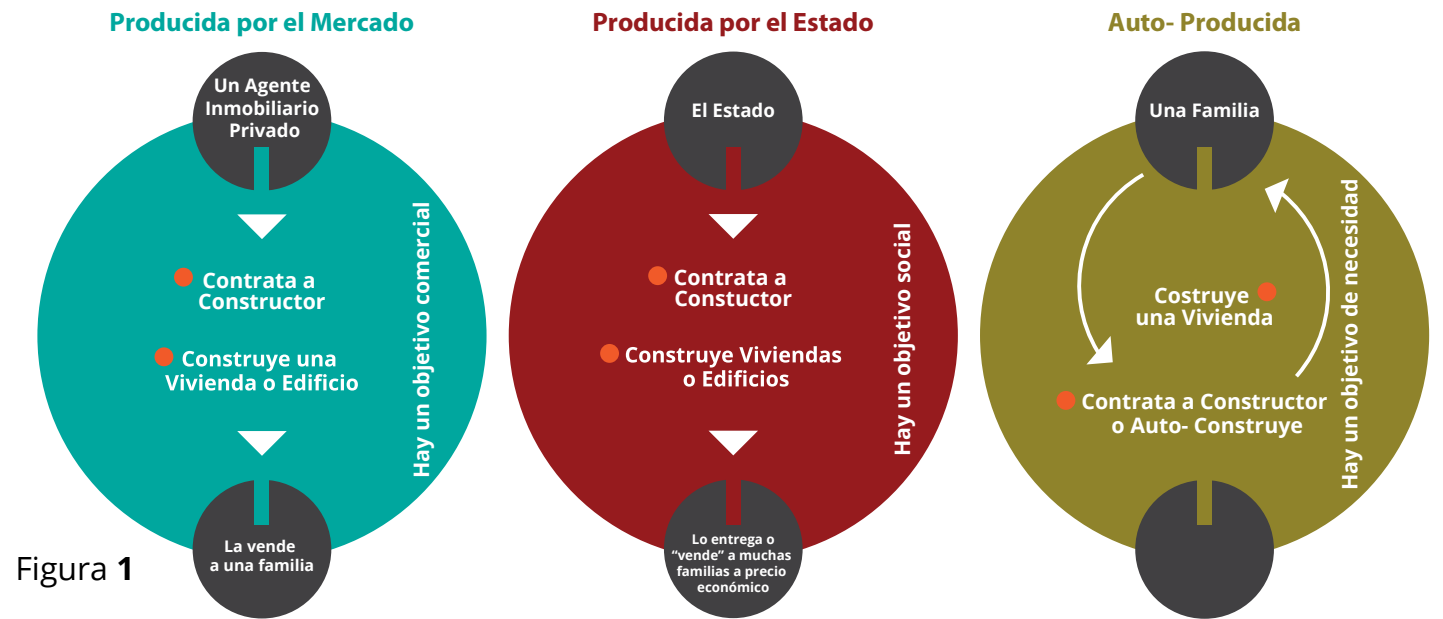 Producida por el Mercado
Un Agente
Inmobiliario
Privado
Contrata a
Constructor
Construye una
Vivienda o Edificio
Hay un objetivo comercial
La vende
a una familia
Producida por el Estado
El Estado
Contrata a
Constuctor
Construye Viviendas
o Edificios
Hay un objetivo social
Lo entrega o
“vende” a muchas
familias a precio
económico
Auto- Producida
Una Familia
Costruye
una Vivienda
Contrata a Constructor
o Auto- Construye
Hay un objetivo de necesidad
Figura 1